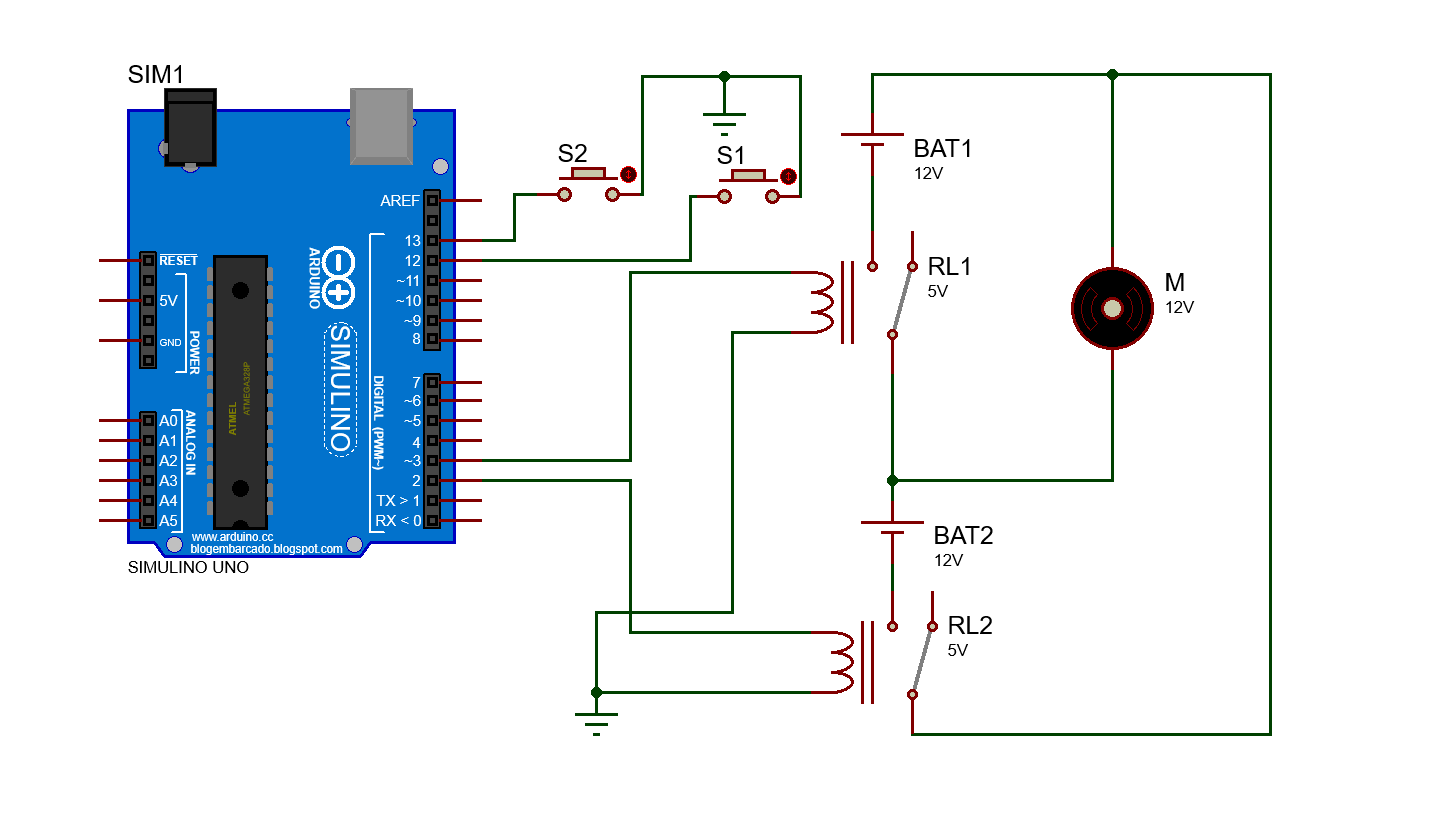 SIM1
S2
S1
BAT1
12V
AREF
13
12
~11
~10
~9
8
RESET
5V
GND
POWER
ARDUINO
SIMULINO
ATMEL
ATMEGA328P
DIGITAL (PWM~)
7
~6
~5
4
~3
2
TX > 1
RX < 0
ANALOG IN
A0
A1
A2
A3
A4
A5
www.arduino.cc
blogembarcado.blogspot.com
SIMULINO UNO
RL1
5V
M
12V
BAT2
12V
RL2
5V